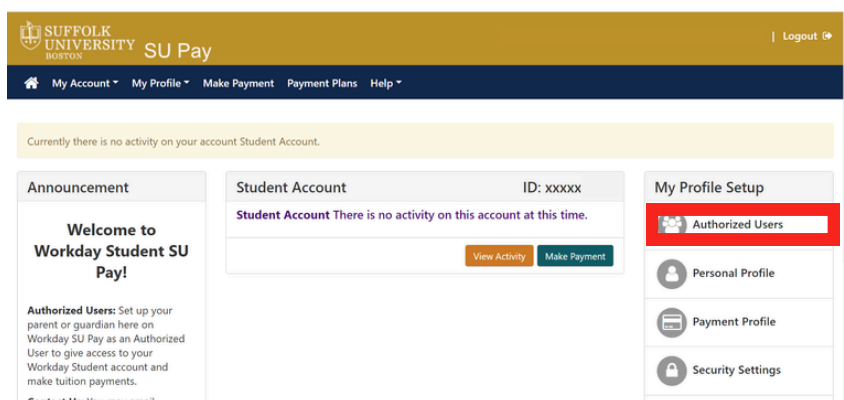 SUFFOLK
UNIVERSITY
BOSTON
SU Pay
| Logout
My Account My Profile Make Payment Payment Plans Help
Currently there is no activity on your account Student Account.
Announcement
Welcome to
Workday Student SU
Pay!
Authorized Users: Set up your
parent or guardian here on
Workday SU Pay as an Authorized
User to give access to your
Workday Student account and
make tuition payments.
Student Account ID: xxxxx
Student Account There is no activity on this account at this time.
View Activity Make Payment
My Profile Setup
Authorized Users
Personal Profile
Payment Profile
Security Settings